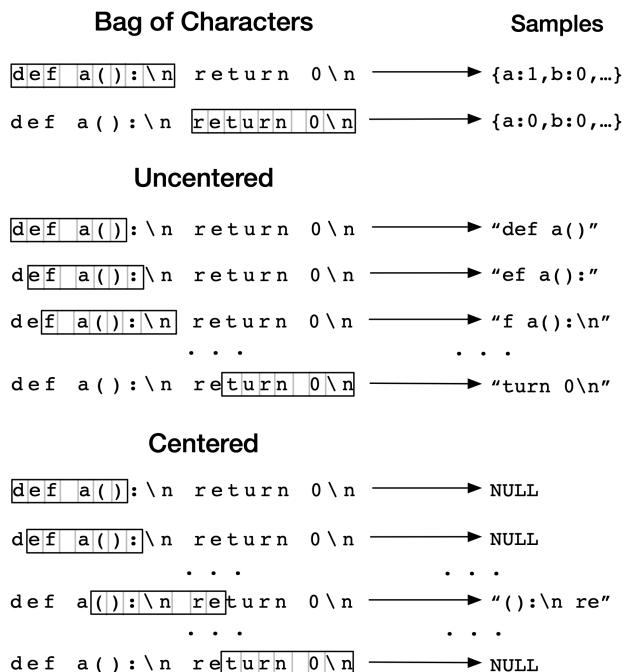 Bag of Characters Samples
def a():\n return 0\n {a:1,b:0,…}
def a():\n return 0\n {a:0,b:0,…}
Uncentered
def a():\n return 0\n “def a()”
def a():\n return 0\n “ef a():”
def a():\n return 0\n “f a():\n”
. . . . . .
def a():\n return 0\n “turn 0\n”
Centered
def a():\n return 0\n NULL
def a():\n return 0\n NULL
. . . . . .
def a():\n return 0\n “():\n re”
. . . . . .
def a():\n return 0\n NULL